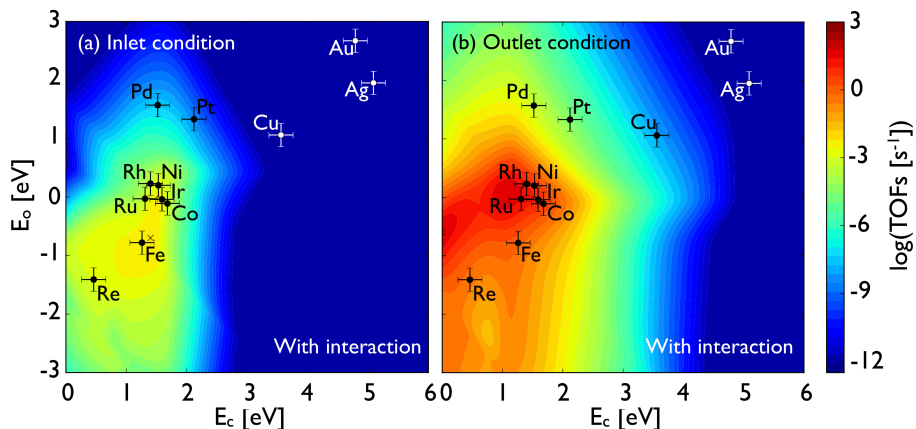 3
2
1
0
-1
-2
-3
E₀ [eV]
(a) Inlet condition
Au
Ag
Pd
Pt
Cu
Rh
Ni
Ir
Ru
Co
Fe
Re
With interaction
0
1
2
3
4
5
6
E_c [eV]
(b) Outlet condition
Au
Ag
Pd
Pt
Cu
Rh
Ni
Ir
Ru
Co
Fe
Re
With interaction
0
1
2
3
4
5
6
E_c [eV]
3
0
-3
-6
-9
-12
log(TOFs [s⁻¹])